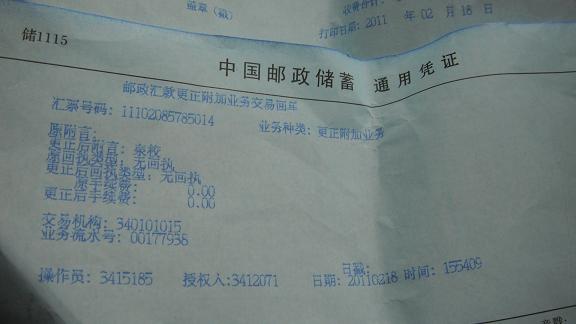 盖章（戳）
打印日期：2011 年 02 月 18 日
储1115
中国邮政储蓄 通用凭证
邮政汇款更正附加业务交易回单
汇票号码：11102085785014 业务种类：更正附加业务
原附言：
更正后附言：泉校
原回执类型：无回执
更正后回执类型：无回执
原手续费： 0.00
更正后手续费： 0.00
交易机构：340101015
业务流水号：00177938
日戳：
操作员：3415185 授权人:3412071 日期：20110218 时间：155409